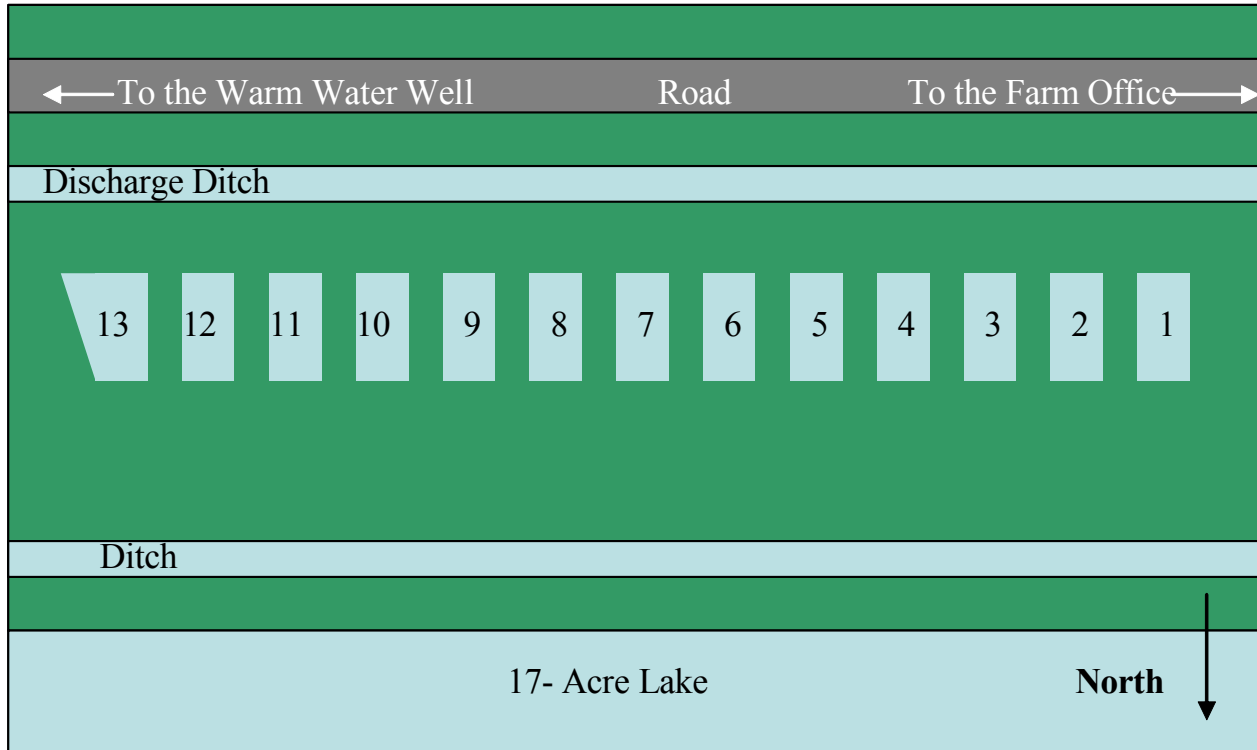 To the Warm Water Well Road To the Farm Office
Discharge Ditch
13 12 11 10 9 8 7 6 5 4 3 2 1
Ditch
17- Acre Lake North